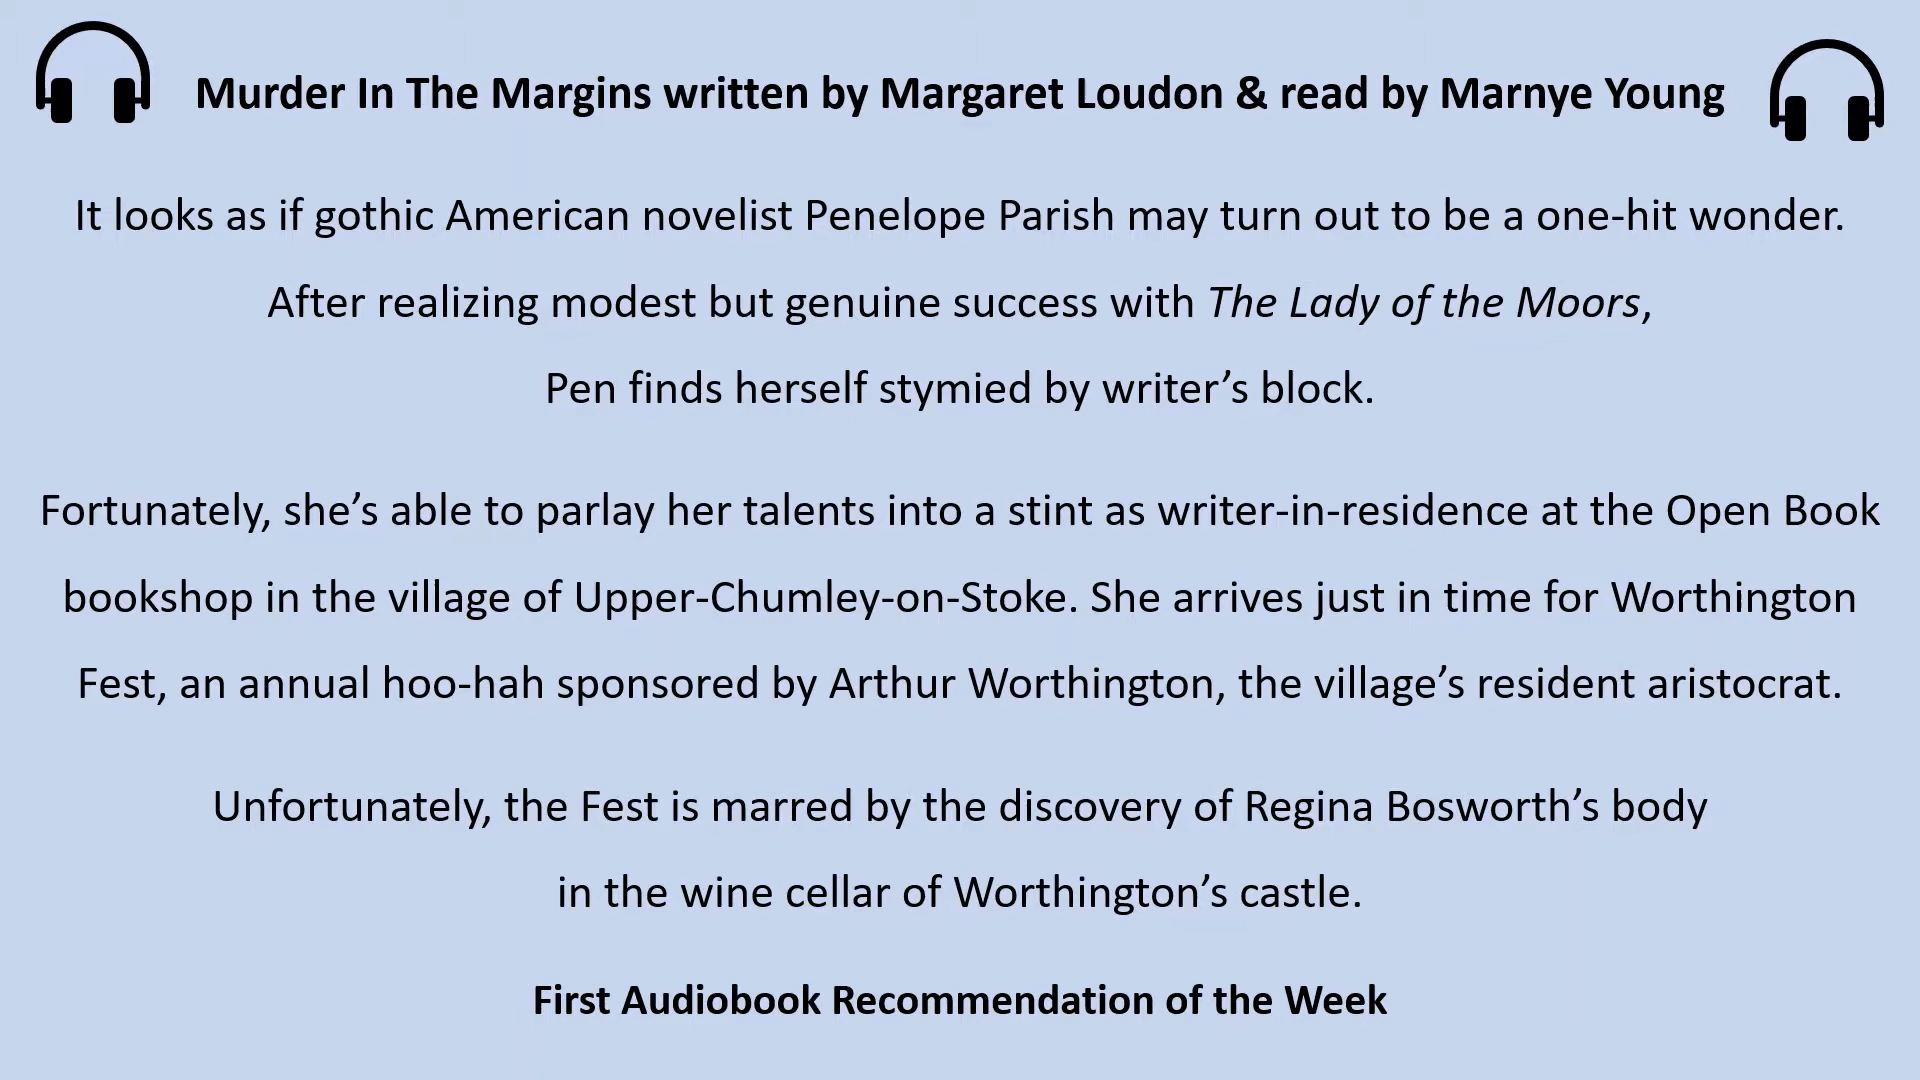 Murder In The Margins written by Margaret Loudon & read by Marnye Young
It looks as if gothic American novelist Penelope Parish may turn out to be a one-hit wonder.
After realizing modest but genuine success with The Lady of the Moors,
Pen finds herself stymied by writer’s block.
Fortunately, she’s able to parlay her talents into a stint as writer-in-residence at the Open Book
bookshop in the village of Upper-Chumley-on-Stoke. She arrives just in time for Worthington
Fest, an annual hoo-hah sponsored by Arthur Worthington, the village’s resident aristocrat.
Unfortunately, the Fest is marred by the discovery of Regina Bosworth’s body
in the wine cellar of Worthington’s castle.
First Audiobook Recommendation of the Week